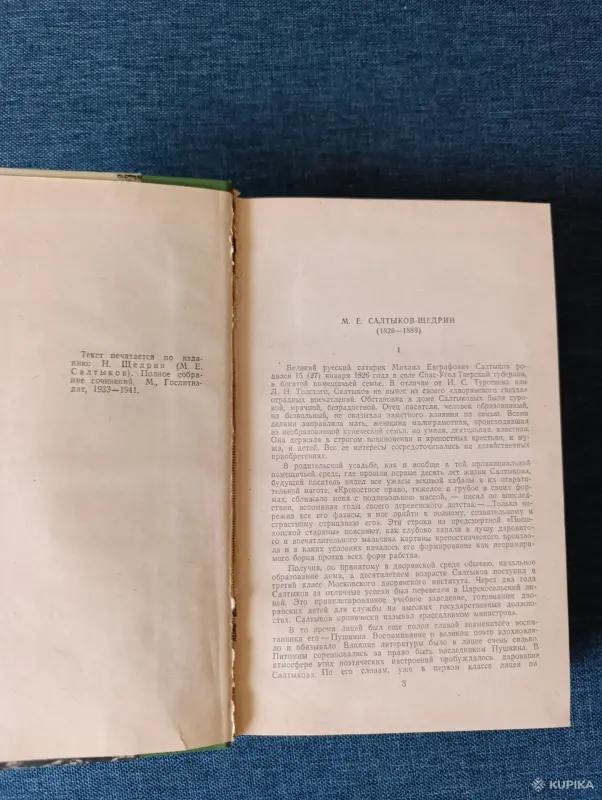 Текст печатается по изда-
нию: Н. Щедрин (М. Е.
Салтыков). Полное собра-
ние сочинений. М., Гослитиз-
дат, 1933—1941.
М. Е. САЛТЫКОВ-ЩЕДРИН
(1826—1889)
I
Великий русский сатирик Михаил Евграфович Салтыков ро-
дился 15 (27) января 1826 года в селе Спас-Угол Тверской губернии,
в богатой помещичьей семье. В отличие от И. С. Тургенева или
Л. Н. Толстого, Салтыков не вынес из своего «дворянского гнезда»
отрадных впечатлений. Обстановка в доме Салтыковых была суро-
вой, мрачной, безрадостной. Отец писателя, человек образованный,
но безвольный, не оказывал заметного влияния на семью. Всеми
делами заправляла мать, женщина малограмотная, происходившая
из необразованной купеческой семьи, но умная, деятельная, властная.
Она держала в строгом повиновении и крепостных крестьян, и му-
жа, и детей. Все ее интересы сосредоточивались на хозяйственных
приобретениях.
В родительской усадьбе, как и вообще в той провинциальной
помещичьей среде, где прошли первые десять лет жизни Салтыкова,
будущий писатель видел все ужасы вековой кабалы в их отврати-
тельной наготе. «Крепостное право, тяжелое и грубое в своих фор-
мах, сближало меня с подневольною массой, — писал он впослед-
ствии, вспоминая годы своего деревенского детства. — ...Только пе-
режив все его фазисы, я мог прийти к полному, сознательному и
страстному отрицанию его». Эти строки из предсмертной «Поше-
хонской старины» поясняют, как глубоко запали в душу даровито-
го и впечатлительного мальчика картины крепостнического произво-
ла и в каких условиях началось его формирование как непримири-
мого борца против всех форм рабства.
Получив, по принятому в дворянской среде обычаю, начальное
образование дома, в десятилетнем возрасте Салтыков поступил в
третий класс Московского дворянского института. Через два года
Салтыков за отличные успехи был переведен в Царскосельский ли-
цей. Это привилегированное учебное заведение, готовившее дво-
рянских детей для службы на высоких государственных должно-
стях, Салтыков иронически называл «рассадником министров».
В то время лицей был еще полон славой знаменитого воспи-
танника его — Пушкина. Воспоминание о великом поэте вдохновля-
ло и обязывало. Влияние литературы было в лицее очень сильно.
Питомцы соревновались за право быть наследником Пушкина. В
атмосфере этих поэтических настроений пробуждалось дарование
Салтыкова. По его словам, уже в первом классе лицея он
3
KUPIKA